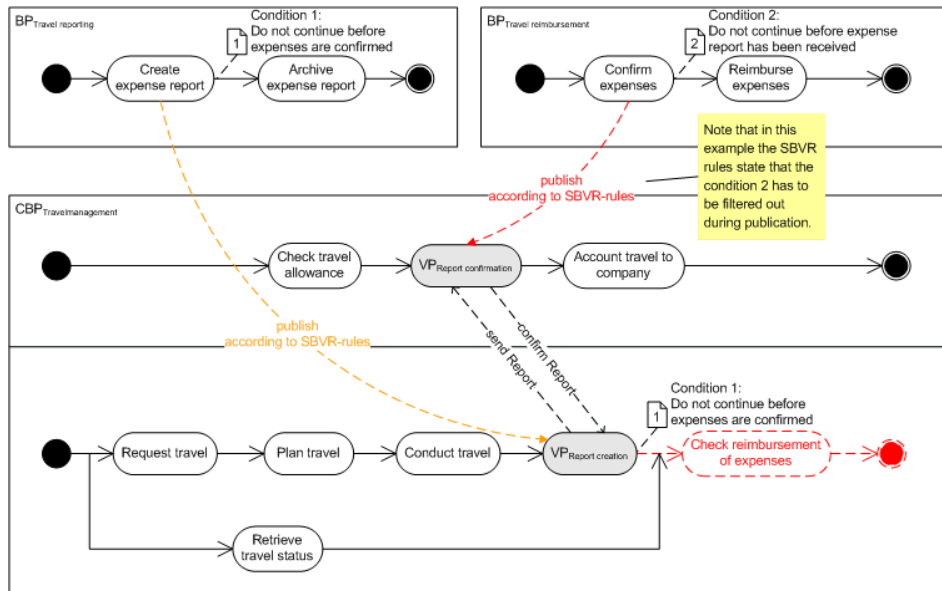 BPTravel reporting
Condition 1:
Do not continue before
expenses are confirmed
1
Create
expense report
Archive
expense report
BPTravel reimbursement
Condition 2:
Do not continue before expense
report has been received
2
Confirm
expenses
Reimburse
expenses
Note that in this
example the SBVR
rules state that the
condition 2 has to
be filtered out
during publication.
publish
according to SBVR-rules
CBPTravelmanagement
Check travel
allowance
VPReport confirmation
Account travel to
company
publish
according to SBVR-rules
send Report
confirm Report
Condition 1:
Do not continue before
expenses are confirmed
1
Request travel
Plan travel
Conduct travel
VPReport creation
Check reimbursement
of expenses
Retrieve
travel status